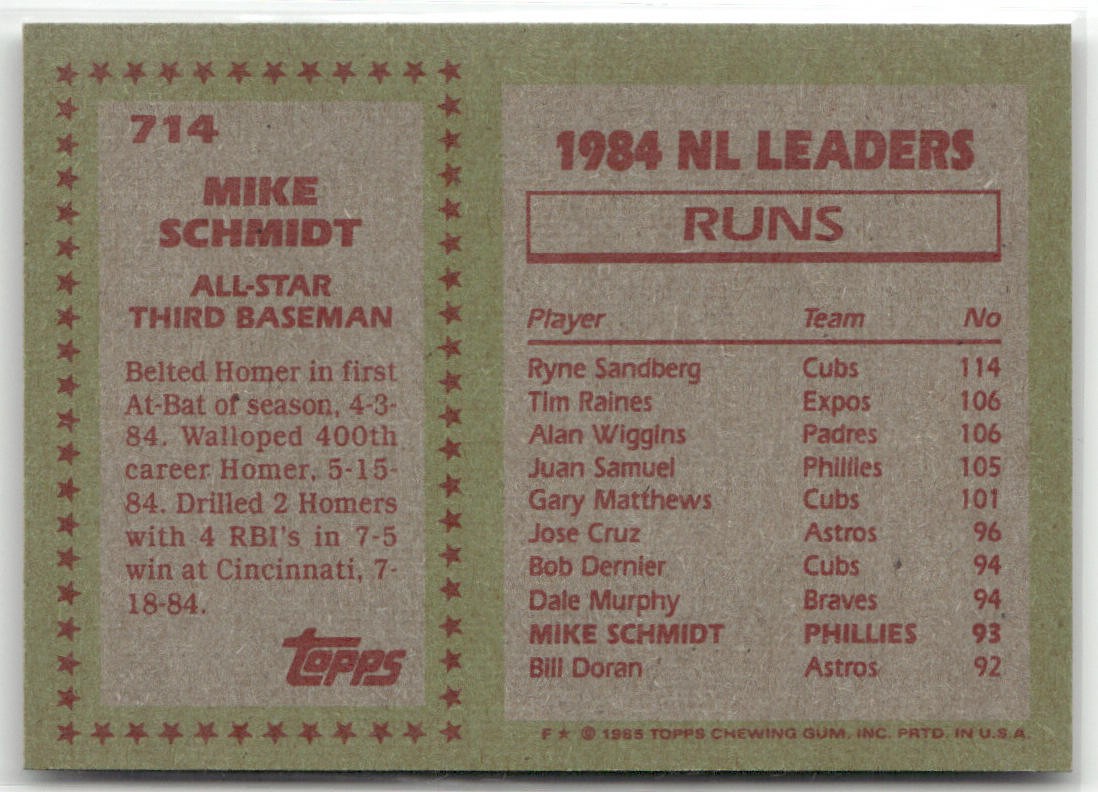 714
MIKE
SCHMIDT
ALL-STAR
THIRD BASEMAN
Belted Homer in first
At-Bat of season, 4-3-
84. Walloped 400th
career Homer, 5-15-
84. Drilled 2 Homers
with 4 RBI's in 7-5
win at Cincinnati, 7-
18-84.
Topps
1984 NL LEADERS
RUNS
Player Team No
Ryne Sandberg Cubs 114
Tim Raines Expos 106
Alan Wiggins Padres 106
Juan Samuel Phillies 105
Gary Matthews Cubs 101
Jose Cruz Astros 96
Bob Dernier Cubs 94
Dale Murphy Braves 94
MIKE SCHMIDT PHILLIES 93
Bill Doran Astros 92
F ★ © 1985 TOPPS CHEWING GUM, INC. PRTD. IN U.S.A.